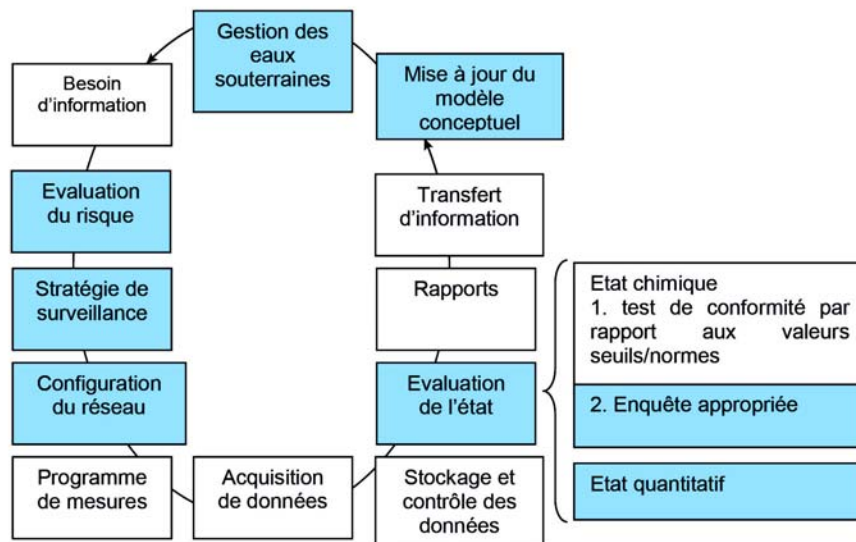 Gestion des
eaux
souterraines
Mise à jour du
modèle
conceptuel
Besoin
d'information
Evaluation
du risque
Transfert
d'information
Stratégie de
surveillance
Rapports
Etat chimique
1. test de conformité par
rapport aux valeurs
seuils/normes
Configuration
du réseau
Evaluation
de l'état
2. Enquête appropriée
Programme
de mesures
Acquisition
de données
Stockage et
contrôle des
données
Etat quantitatif